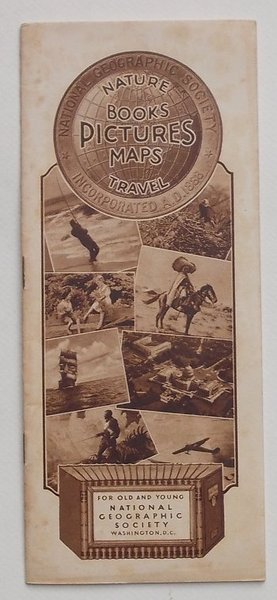 NATIONAL GEOGRAPHIC SOCIETY
NATURE
BOOKS
PICTURES
MAPS
TRAVEL
INCORPORATED A.D. 1888
FOR OLD AND YOUNG
NATIONAL
GEOGRAPHIC
SOCIETY
WASHINGTON, D.C.